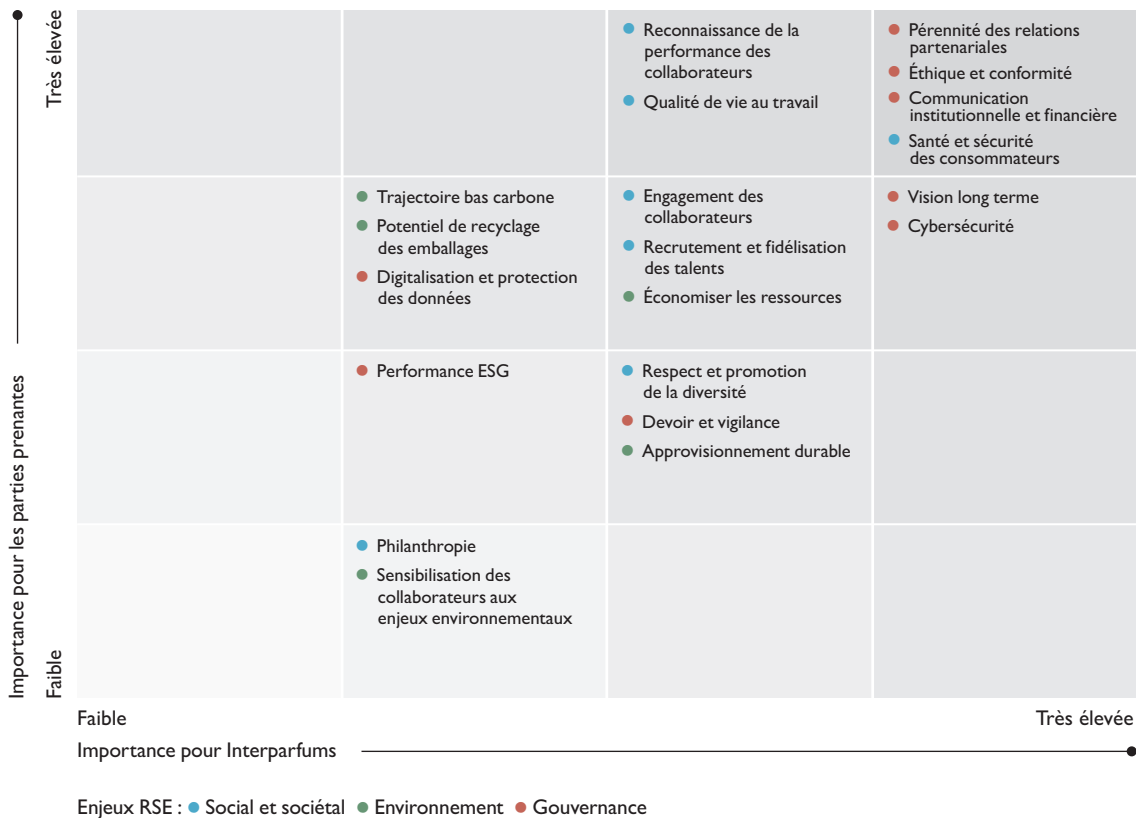 Importance pour les parties prenantes
Très élevée
Faible
Reconnaissance de la
performance des
collaborateurs
Qualité de vie au travail
Pérennité des relations
partenariales
Éthique et conformité
Communication
institutionnelle et financière
Santé et sécurité
des consommateurs
Trajectoire bas carbone
Potentiel de recyclage
des emballages
Digitalisation et protection
des données
Engagement des
collaborateurs
Recrutement et fidélisation
des talents
Économiser les ressources
Vision long terme
Cybersécurité
Performance ESG
Respect et promotion
de la diversité
Devoir et vigilance
Approvisionnement durable
Philanthropie
Sensibilisation des
collaborateurs aux
enjeux environnementaux
Faible
Très élevée
Importance pour Interparfums
Enjeux RSE : Social et sociétal Environnement Gouvernance